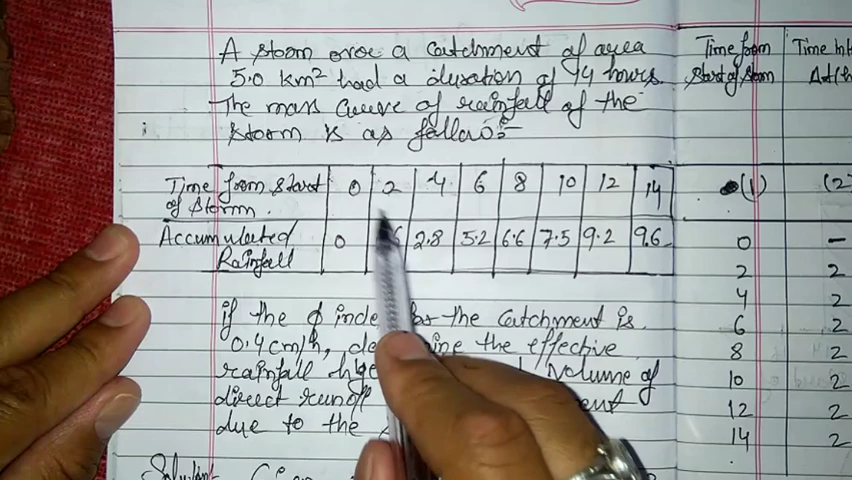 A storm over a catchment of area
5.0 km² had a duration of 14 hours.
The mass curve of rainfall of the
storm is as follows:-
Time from start of storm. 0 2 4 6 8 10 12 14
Accumulated Rainfall 0 2.8 5.2 6.6 7.5 9.2 9.6
if the ϕ index for the catchment is
0.4cm/h, determine the effective
rainfall volume of
direct runoff
due to the
Solution
Time from Start of Storm
Time
Δt(h
(1) (2)
0 -
2 2
4 2
6 2
8 2
10 2
12 2
14 2